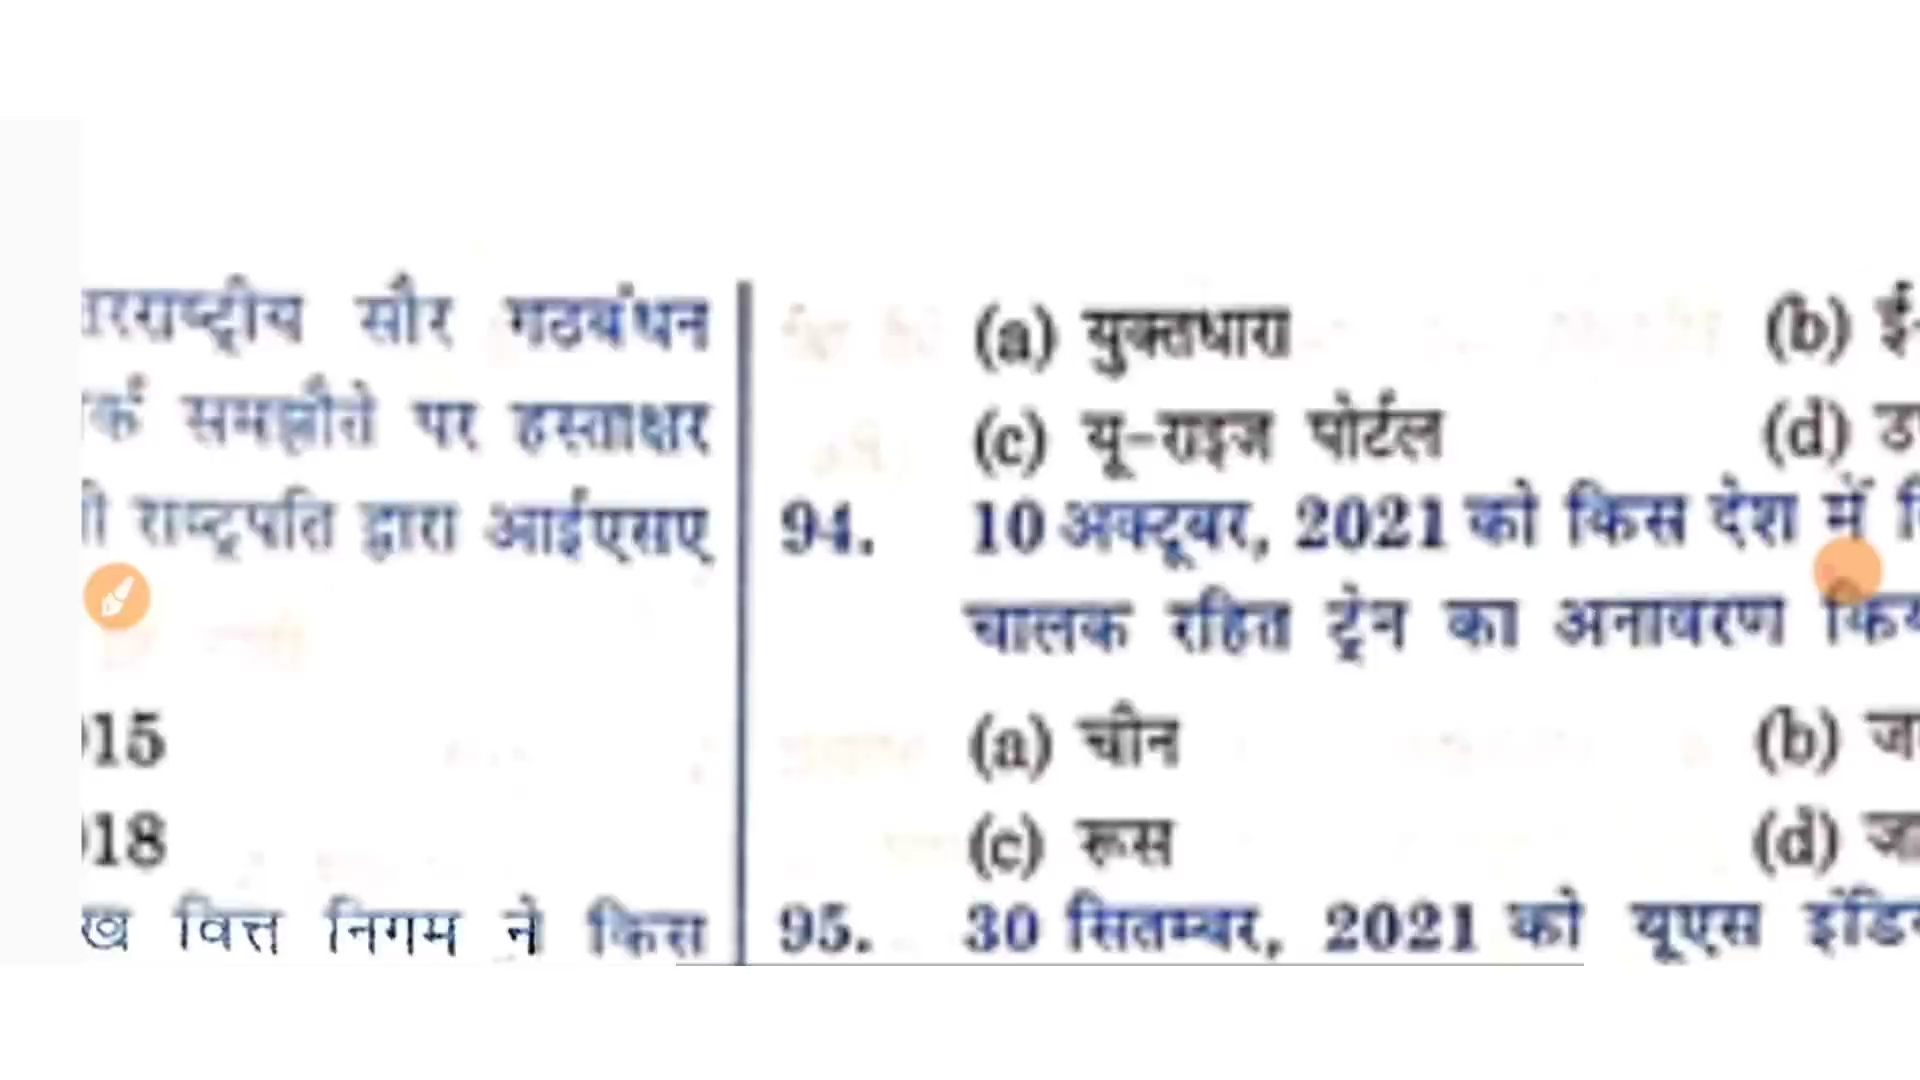 सौर गठबंधन
समझौते पर हस्ताक्षर
राष्ट्रपति द्वारा आईएसए
15
18
वित्त निगम ने किस
(a) युक्तधारा (b) ई-
(c) यू-राइज पोर्टल (d)
94. 10 अक्टूबर, 2021 को किस देश में
चालक रहित ट्रेन का अनावरण
(a) चीन (b)
(c) रूस (d)
95. 30 सितम्बर, 2021 को यूएस